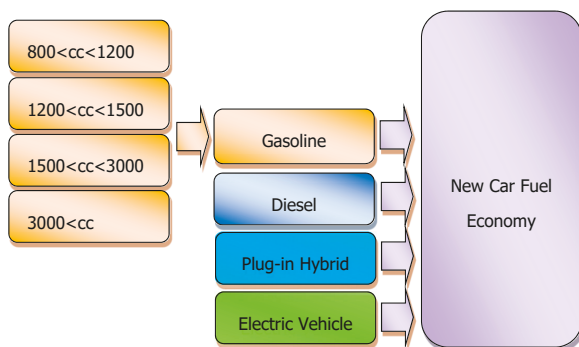 800<cc<1200
1200<cc<1500
1500<cc<3000
3000<cc
Gasoline
Diesel
Plug-in Hybrid
Electric Vehicle
New Car Fuel
Economy